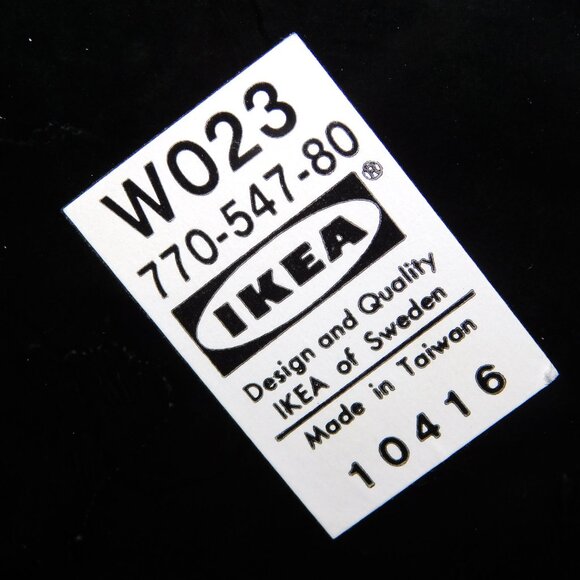 W023
770-547-80
IKEA®
Design and Quality
IKEA of Sweden
Made in Taiwan
10416